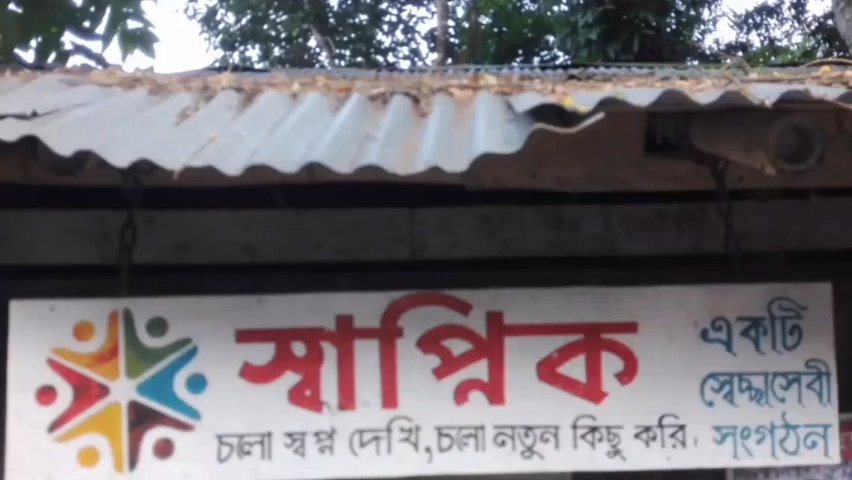 স্বাপ্নিক
চলো স্বপ্ন দেখি, চলো নতুন কিছু করি।
একটি
স্বেচ্ছাসেবী
সংগঠন